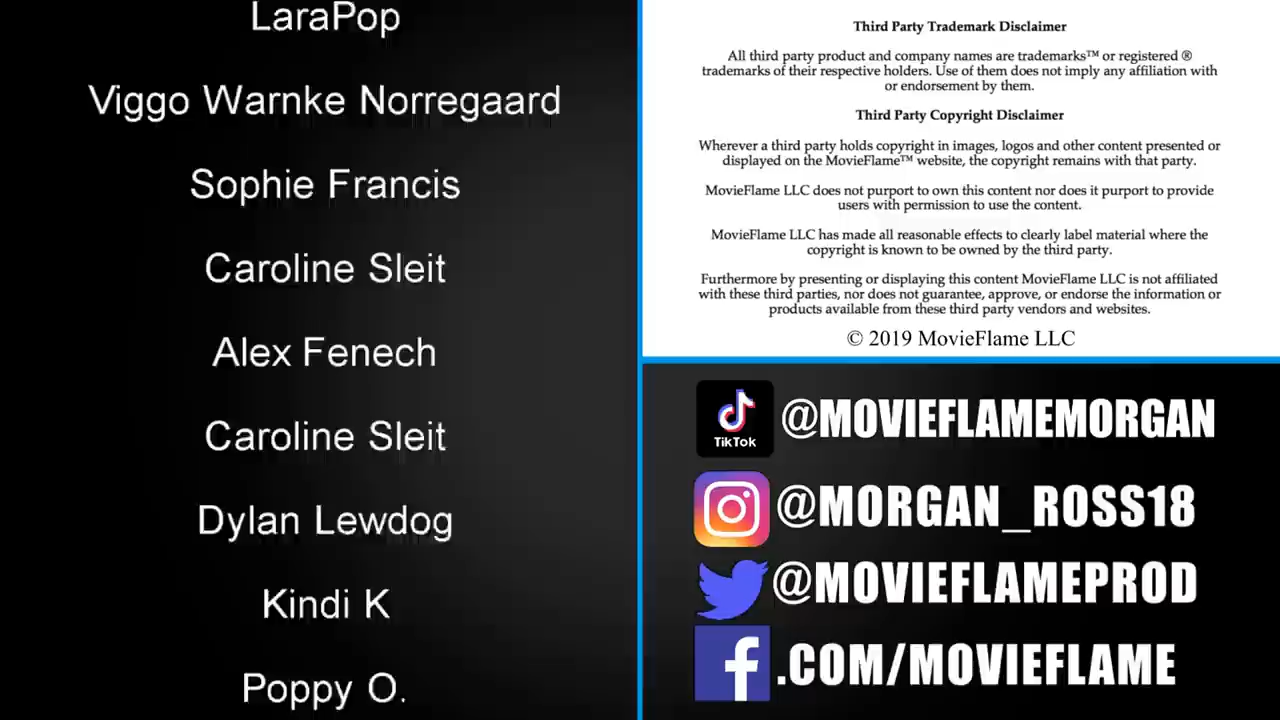 LaraPop
Viggo Warnke Norregaard
Sophie Francis
Caroline Sleit
Alex Fenech
Caroline Sleit
Dylan Lewdog
Kindi K
Poppy O.
Third Party Trademark Disclaimer
All third party product and company names are trademarks™ or registered ®
trademarks of their respective holders. Use of them does not imply any affiliation with
or endorsement by them.
Third Party Copyright Disclaimer
Wherever a third party holds copyright in images, logos and other content presented or
displayed on the MovieFlame™ website, the copyright remains with that party.
MovieFlame LLC does not purport to own this content nor does it purport to provide
users with permission to use the content.
MovieFlame LLC has made all reasonable effects to clearly label material where the
copyright is known to be owned by the third party.
Furthermore by presenting or displaying this content MovieFlame LLC is not affiliated
with these third parties, nor does not guarantee, approve, or endorse the information or
products available from these third party vendors and websites.
© 2019 MovieFlame LLC
TikTok
@MOVIEFLAMEMORGAN
@MORGAN_ROSS18
@MOVIEFLAMEPROD
f
.COM/MOVIEFLAME